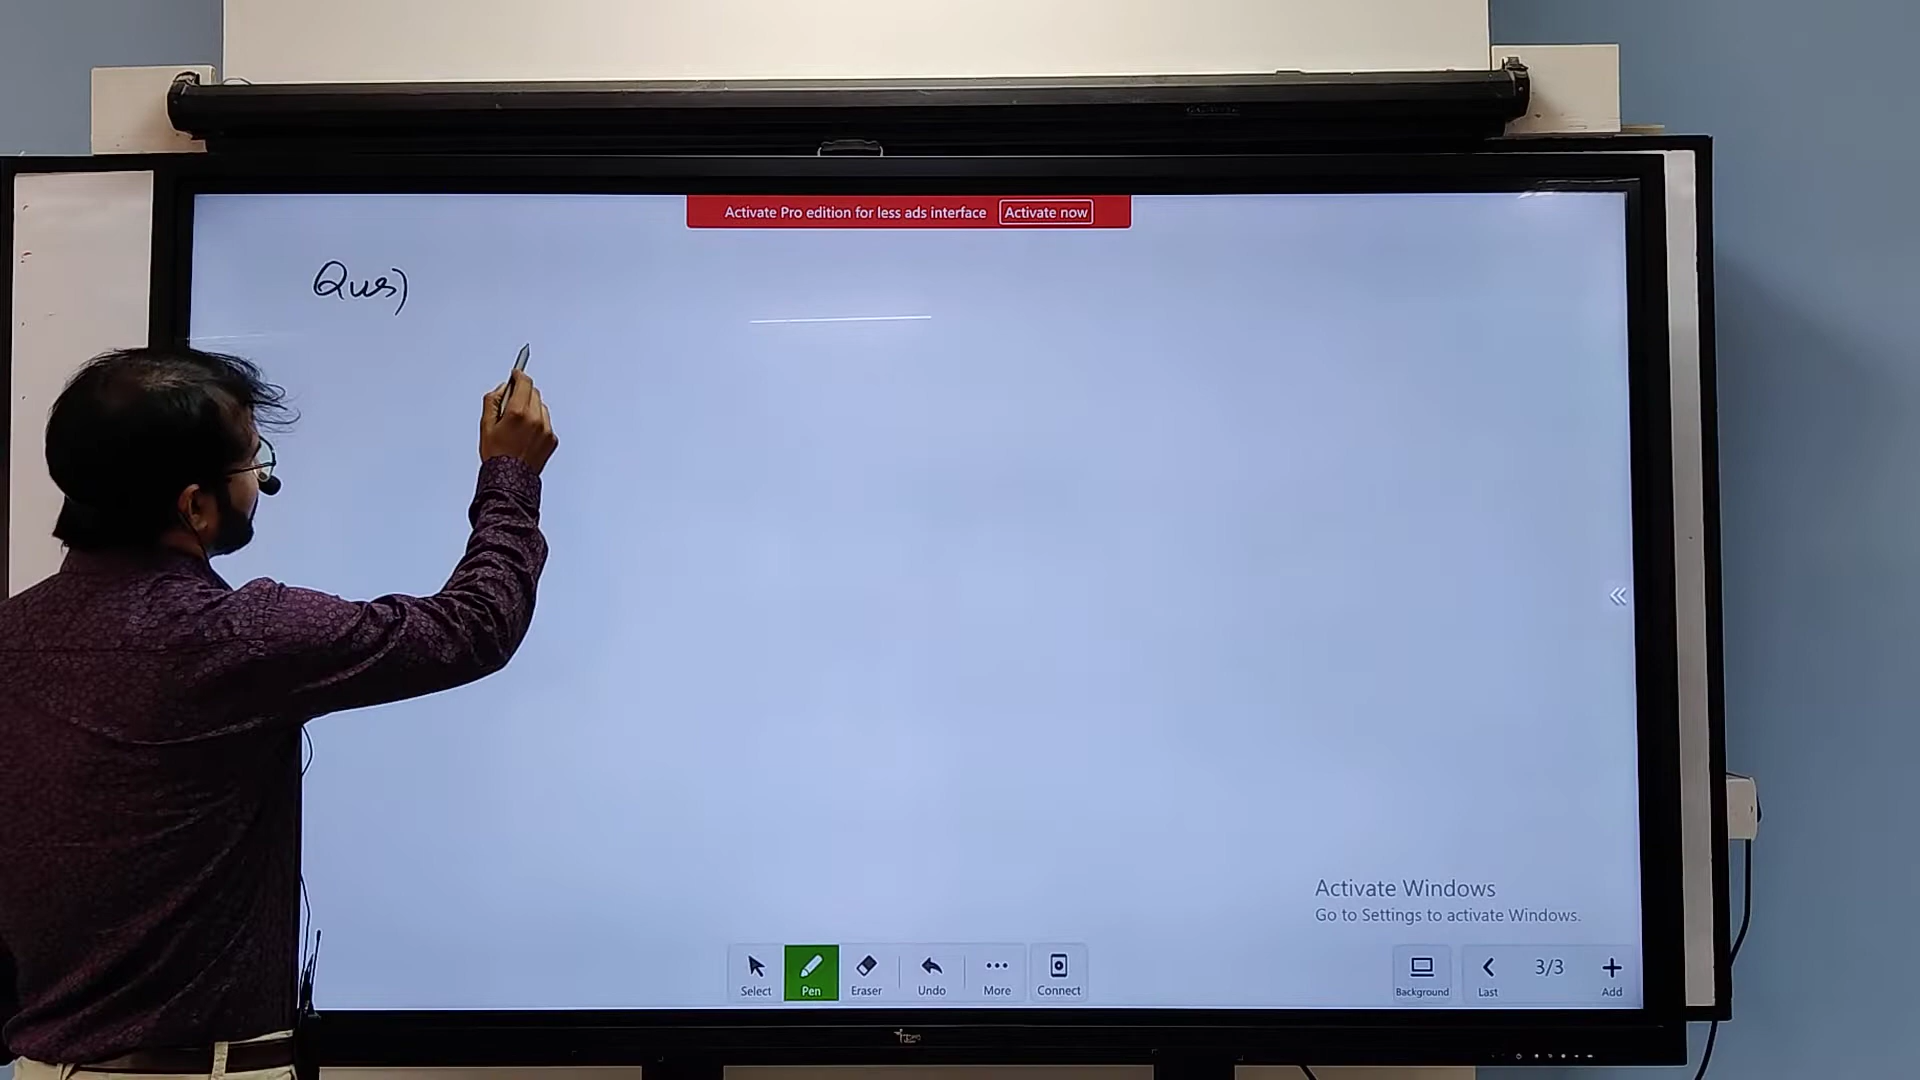 Activate Pro edition for less ads interface Activate now
Ques)
Activate Windows
Go to Settings to activate Windows.
Select Pen Eraser Undo More Connect Background Last 3/3 Add